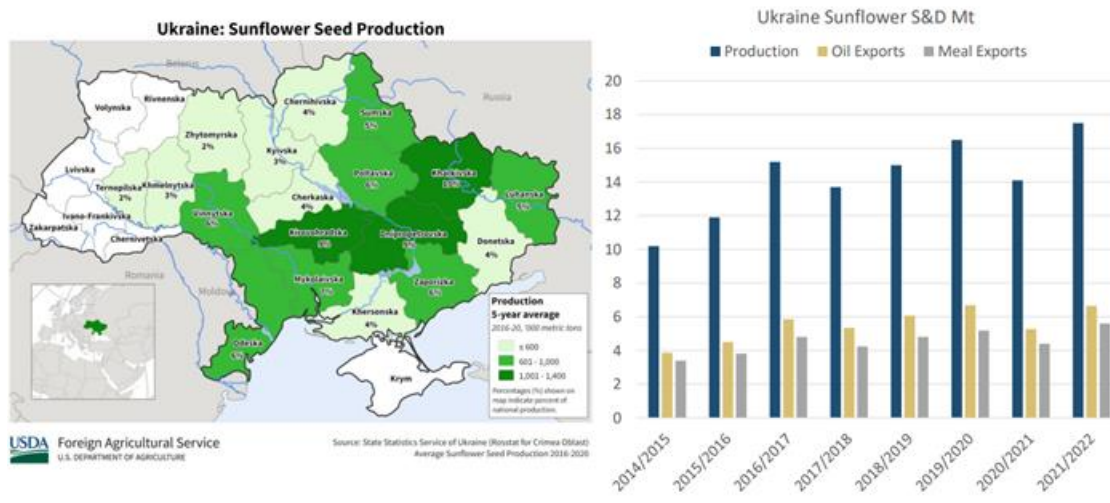 Ukraine: Sunflower Seed Production
Belarus
Russia
Volynska
Rivnenska
Chernihivska
4%
Sumska
5%
Zhytomyrska
2%
Kyivska
3%
Lvivska
Ternopilska
2%
Khmelnytska
3%
Poltavska
Kharkivska
Luhanska
5%
Cherkaska
4%
Ivano-Frankivska
Zakarpatska
Chernivetska
Vinnytska
Kirovohradska
9%
Dnipropetrovska
9%
Donetska
4%
Romania
Moldova
Mykolaivska
7%
Zaporizka
6%
Khersonska
4%
Odeska
Krym
Production
5-year average
2016-20, '000 metric tons
≤ 600
601 - 1,000
1,001 - 1,400
Percentages (%) shown on
map indicate percent of
national production.
USDA
Foreign Agricultural Service
U.S. DEPARTMENT OF AGRICULTURE
Source: State Statistics Service of Ukraine (Rosstat for Crimea Oblast)
Average Sunflower Seed Production 2016-2020
Ukraine Sunflower S&D Mt
Production Oil Exports Meal Exports
20
18
16
14
12
10
8
6
4
2
0
2014/2015
2015/2016
2016/2017
2017/2018
2018/2019
2019/2020
2020/2021
2021/2022